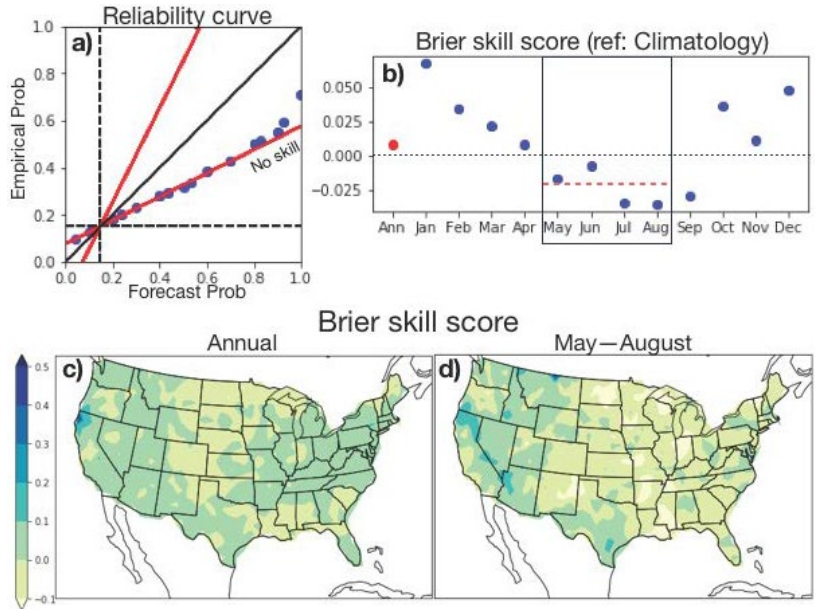 Reliability curve
a)
Empirical Prob
1.0
0.8
0.6
0.4
0.2
0.0
No skill
0.0 0.2 0.4 0.6 0.8 1.0
Forecast Prob
Brier skill score (ref: Climatology)
b)
0.050
0.025
0.000
−0.025
Ann Jan Feb Mar Apr May Jun Jul Aug Sep Oct Nov Dec
Brier skill score
Annual
c)
0.5
0.4
0.3
0.2
0.1
0.0
−0.1
May—August
d)